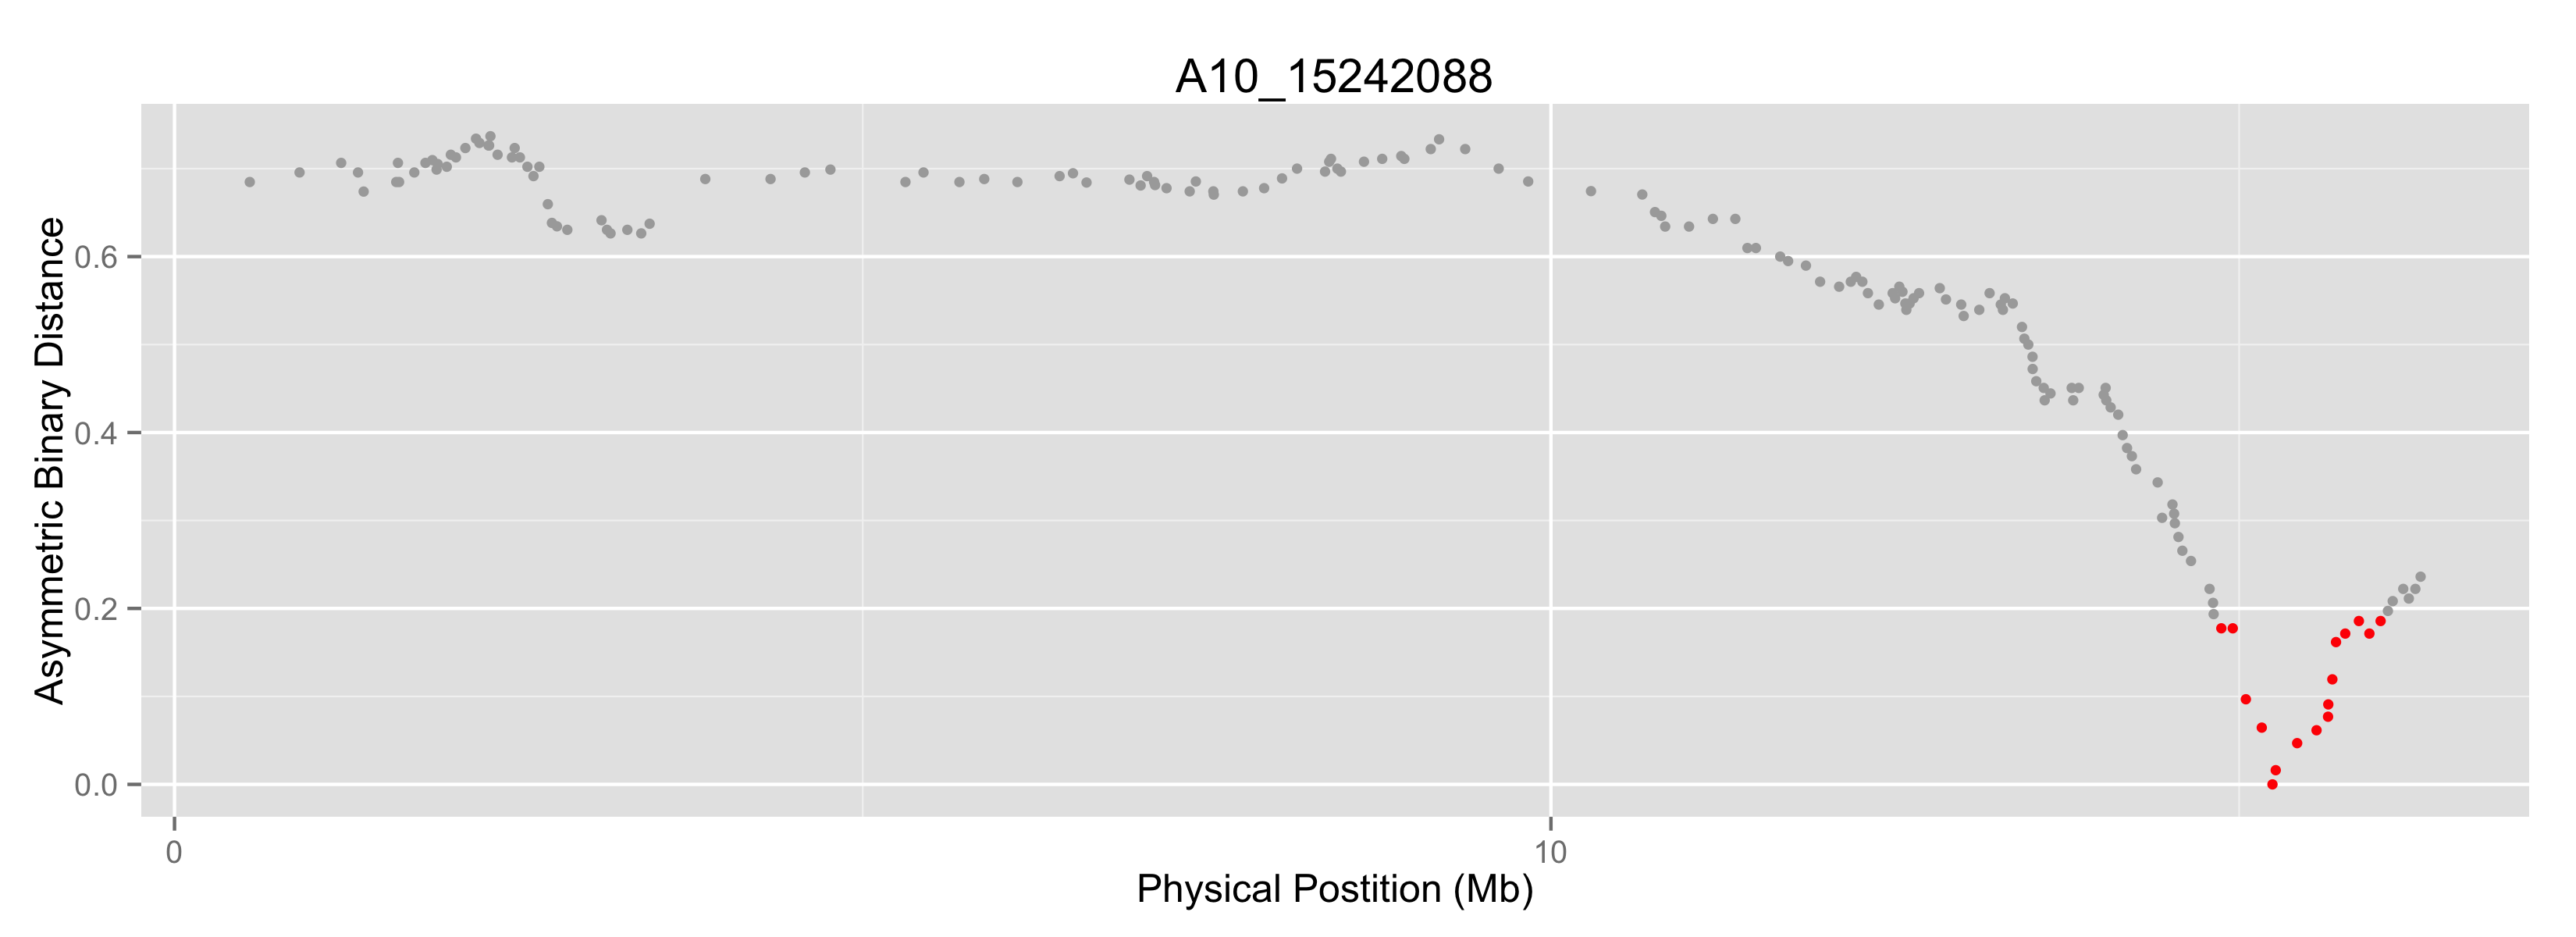 A10_15242088
Asymmetric Binary Distance
0.6
0.4
0.2
0.0
0
10
Physical Postition (Mb)